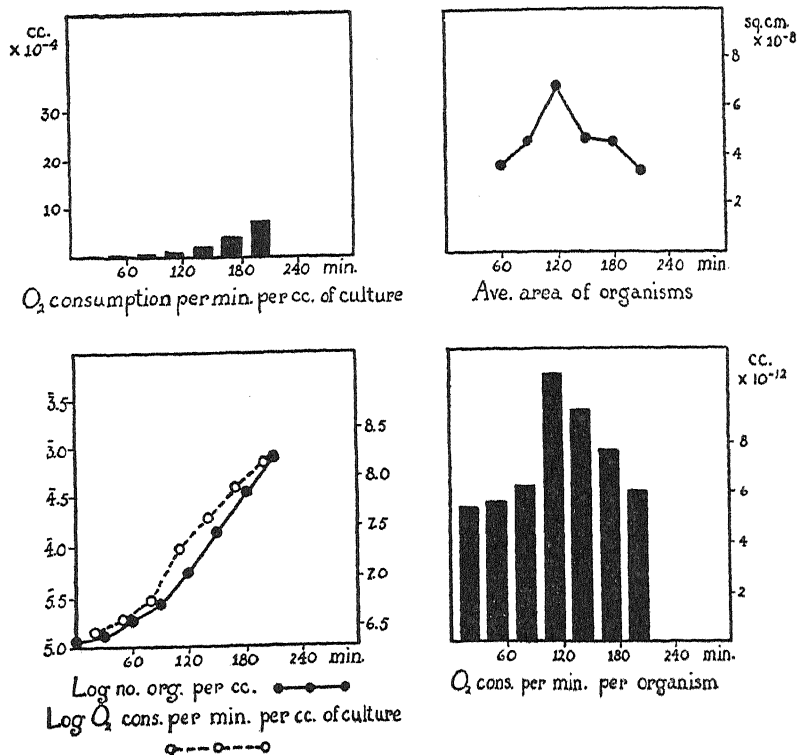 cc.
× 10⁻⁴
30
20
10
60 120 180 240 min.
O₂ consumption per min. per cc. of culture
sq.cm.
× 10⁻⁸
8
6
4
2
60 120 180 240 min.
Ave. area of organisms
3̄.5
3̄.0
4̄.5
4̄.0
5̄.5
5̄.0
8.5
8.0
7.5
7.0
6.5
60 120 180 240 min.
Log no. org. per cc.
Log O₂ cons. per min. per cc. of culture
cc.
× 10⁻¹²
8
6
4
2
60 120 180 240 min.
O₂ cons. per min. per organism